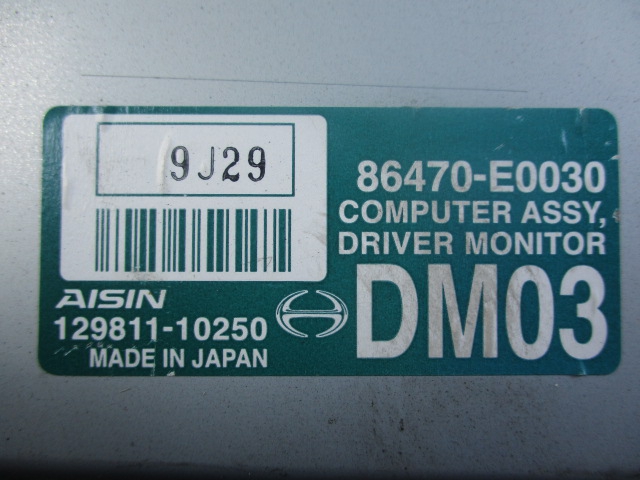 9J29
86470-E0030
COMPUTER ASSY,
DRIVER MONITOR
DM03
AISIN
129811-10250
MADE IN JAPAN